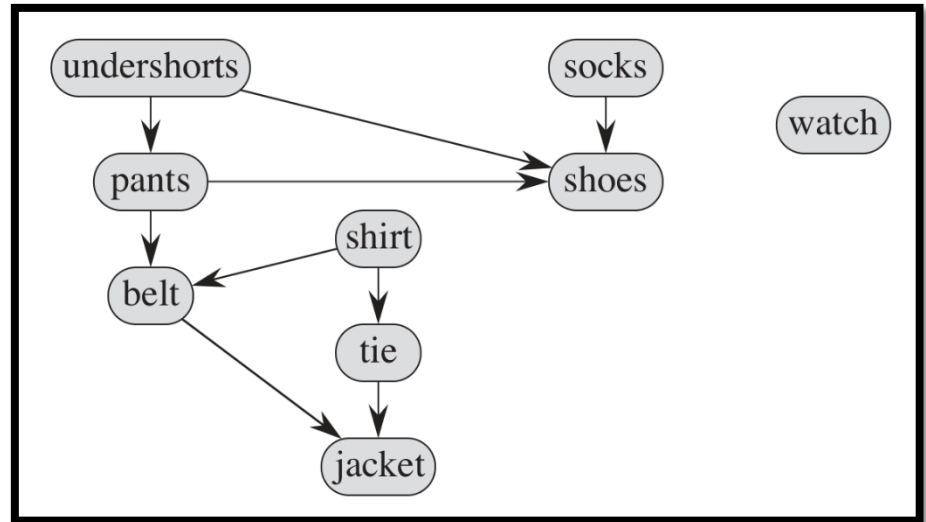 undershorts
socks
watch
pants
shoes
shirt
belt
tie
jacket